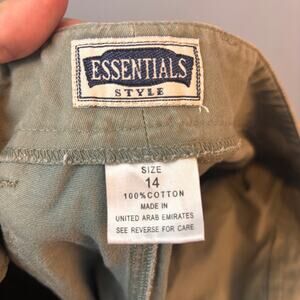 ESSENTIALS
STYLE
SIZE
14
100%COTTON
MADE IN
UNITED ARAB EMIRATES
SEE REVERSE FOR CARE